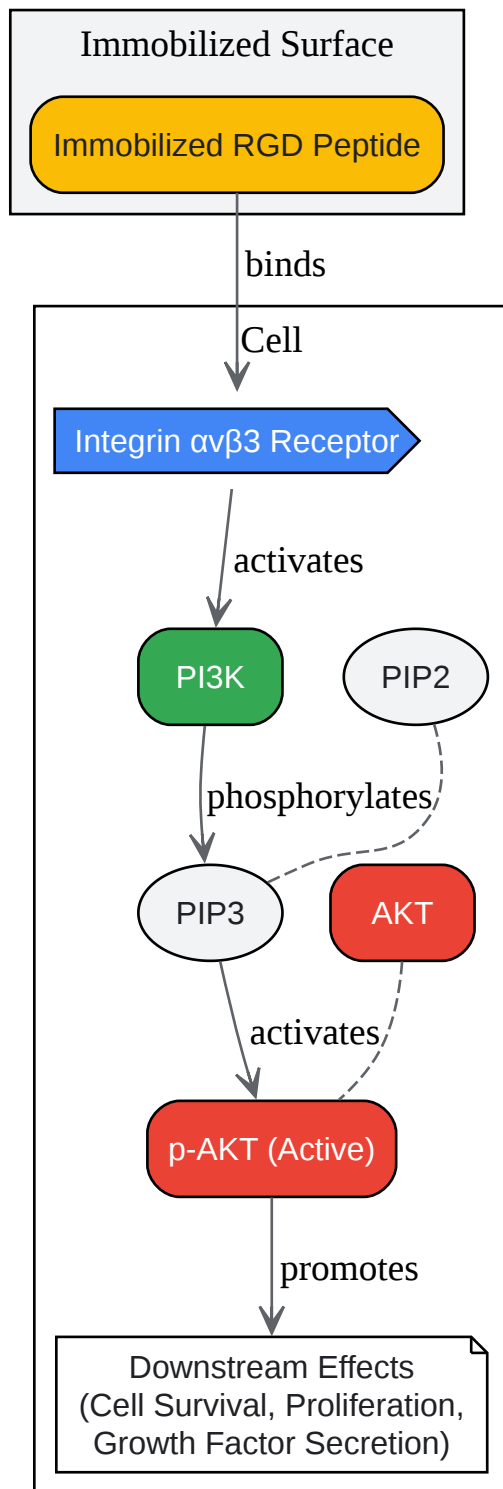 Immobilized Surface
Immobilized RGD Peptide
binds
Cell
Integrin αvβ3 Receptor
activates
PI3K
PIP2
phosphorylates
PIP3
AKT
activates
p-AKT (Active)
promotes
Downstream Effects
(Cell Survival, Proliferation,
Growth Factor Secretion)